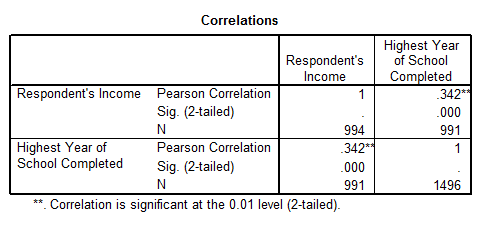 Correlations
Respondent's Income Highest Year of School Completed
Respondent's Income Pearson Correlation 1 .342**
Sig. (2-tailed) . .000
N 994 991
Highest Year of School Completed Pearson Correlation .342** 1
Sig. (2-tailed) .000 .
N 991 1496
**. Correlation is significant at the 0.01 level (2-tailed).